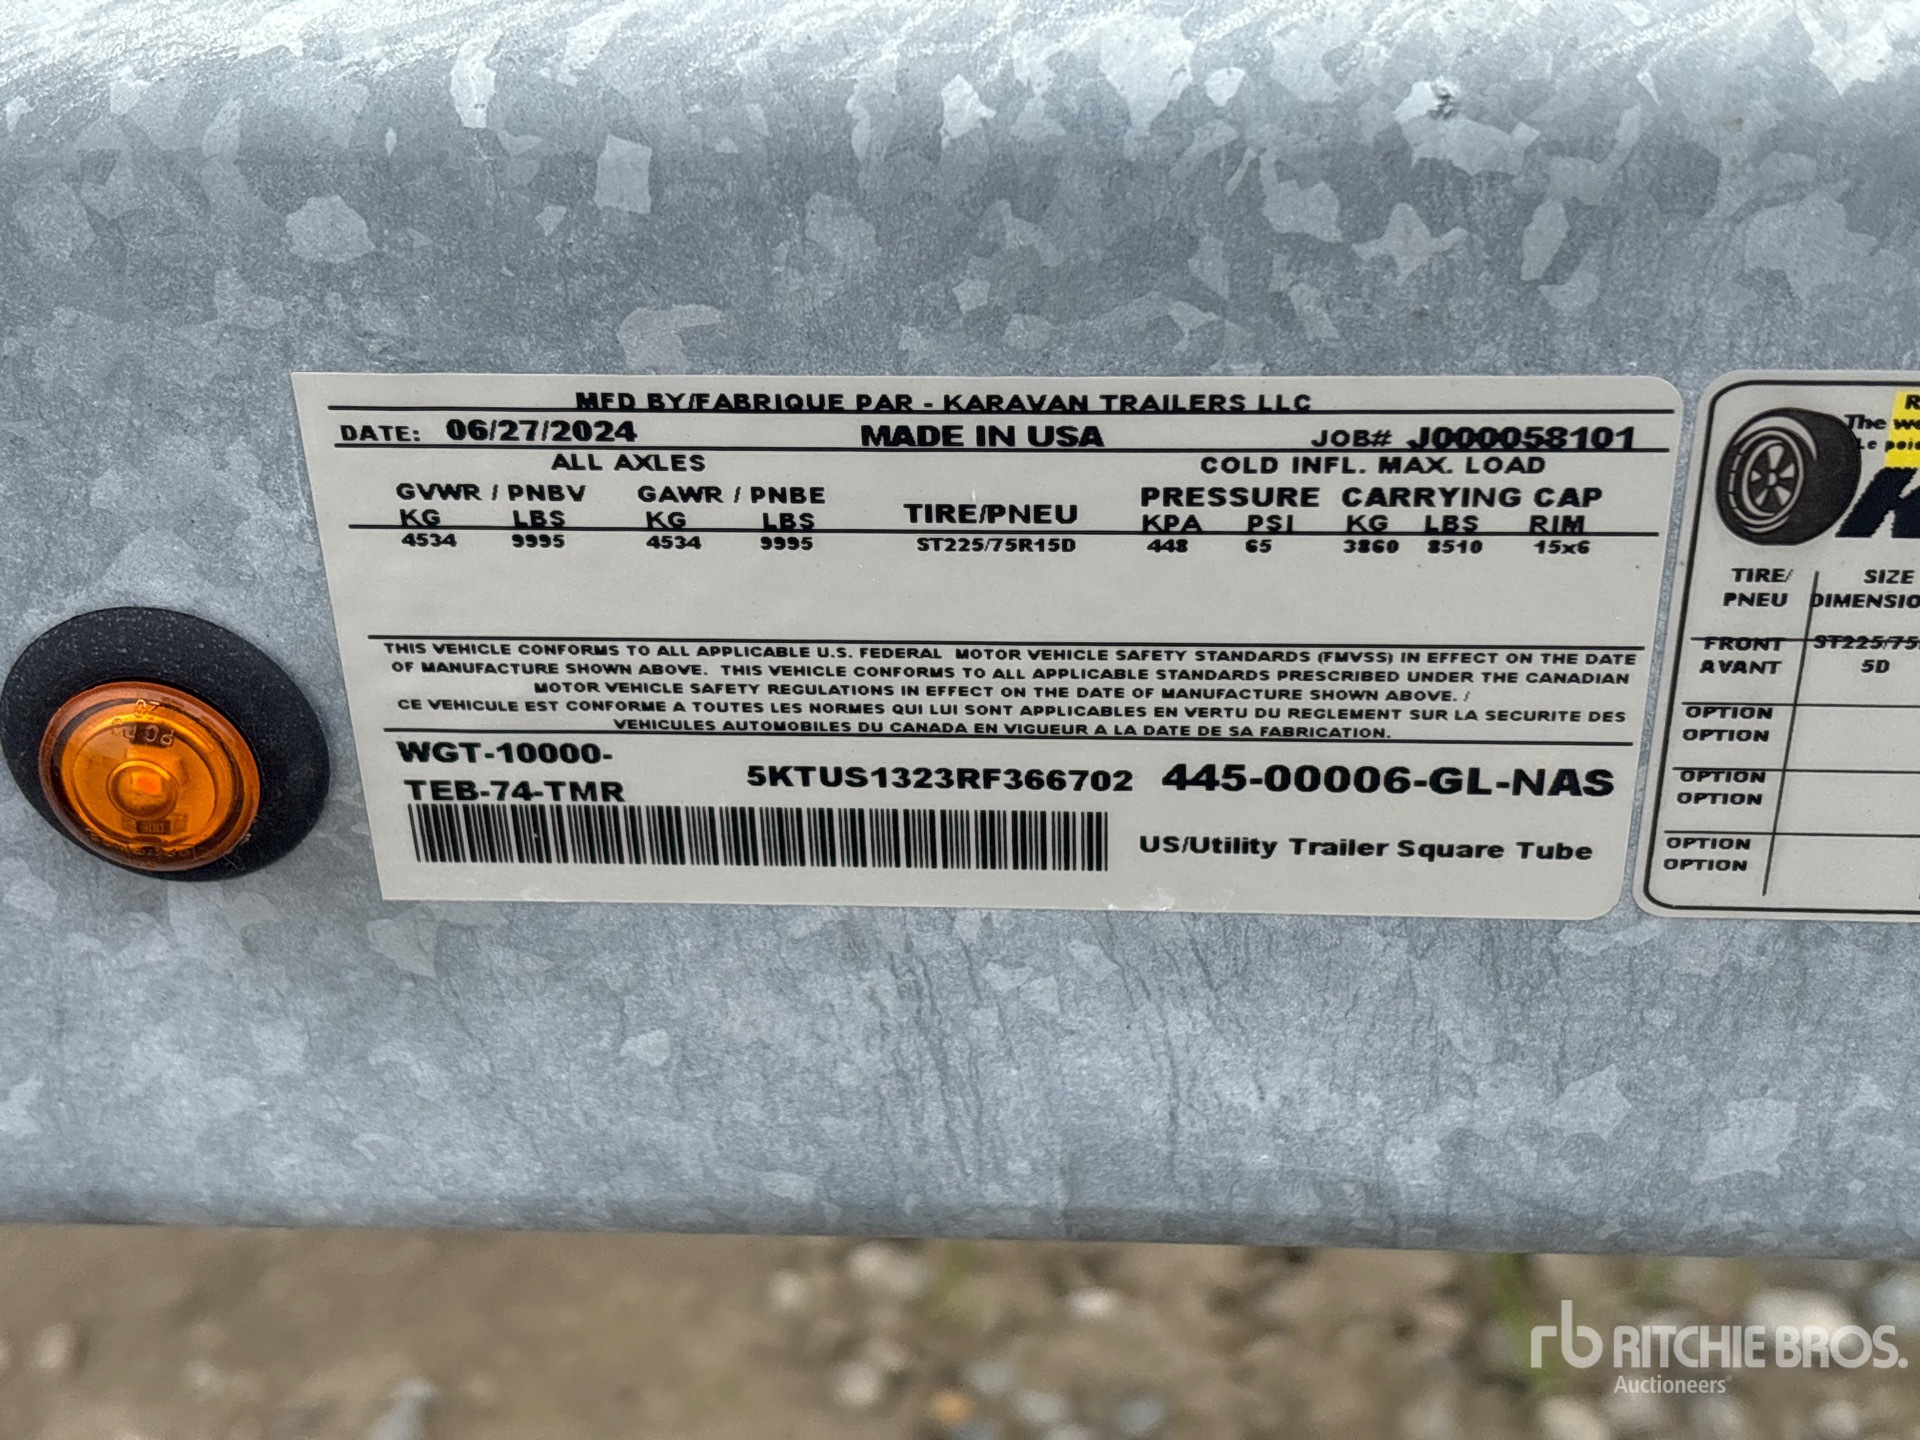 MFD BY/FABRIQUE PAR - KARAVAN TRAILERS LLC
DATE: 06/27/2024 MADE IN USA JOB# J000058101
ALL AXLES COLD INFL. MAX. LOAD
GVWR / PNBV GAWR / PNBE TIRE/PNEU PRESSURE CARRYING CAP
KG LBS KG LBS KPA PSI KG LBS RIM
4534 9995 4534 9995 ST225/75R15D 448 65 3860 8510 15x6
THIS VEHICLE CONFORMS TO ALL APPLICABLE U.S. FEDERAL MOTOR VEHICLE SAFETY STANDARDS (FMVSS) IN EFFECT ON THE DATE
OF MANUFACTURE SHOWN ABOVE. THIS VEHICLE CONFORMS TO ALL APPLICABLE STANDARDS PRESCRIBED UNDER THE CANADIAN
MOTOR VEHICLE SAFETY REGULATIONS IN EFFECT ON THE DATE OF MANUFACTURE SHOWN ABOVE. /
CE VEHICULE EST CONFORME A TOUTES LES NORMES QUI LUI SONT APPLICABLES EN VERTU DU REGLEMENT SUR LA SECURITE DES
VEHICULES AUTOMOBILES DU CANADA EN VIGUEUR A LA DATE DE SA FABRICATION.
WGT-10000-
TEB-74-TMR 5KTUS1323RF366702 445-00006-GL-NAS
US/Utility Trailer Square Tube
The
TIRE/ SIZE
PNEU DIMENSIO
FRONT ST225/75
AVANT 5D
OPTION
OPTION
OPTION
OPTION
OPTION
OPTION
rb RITCHIE BROS.
Auctioneers